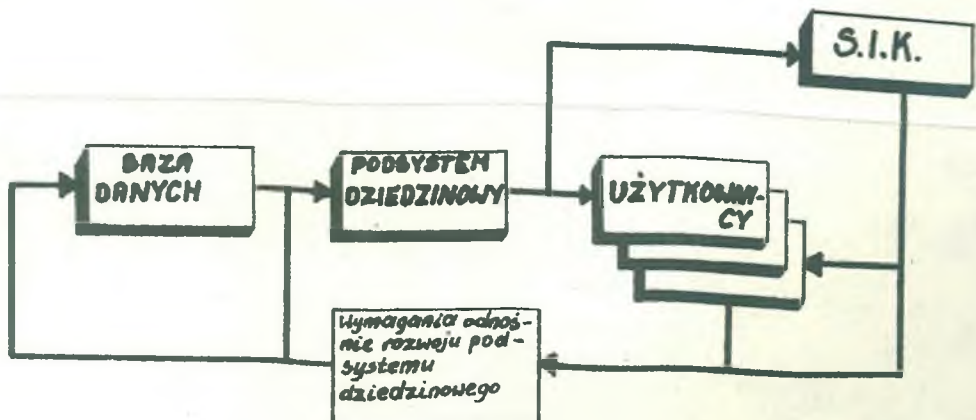 S.I.K.
BAZA
DANYCH
PODSYSTEM
DZIEDZINOWY
UŻYTKOWNI-
CY
Wymagania odnoś-
nie rozwoju pod-
systemu
dziedzinowego